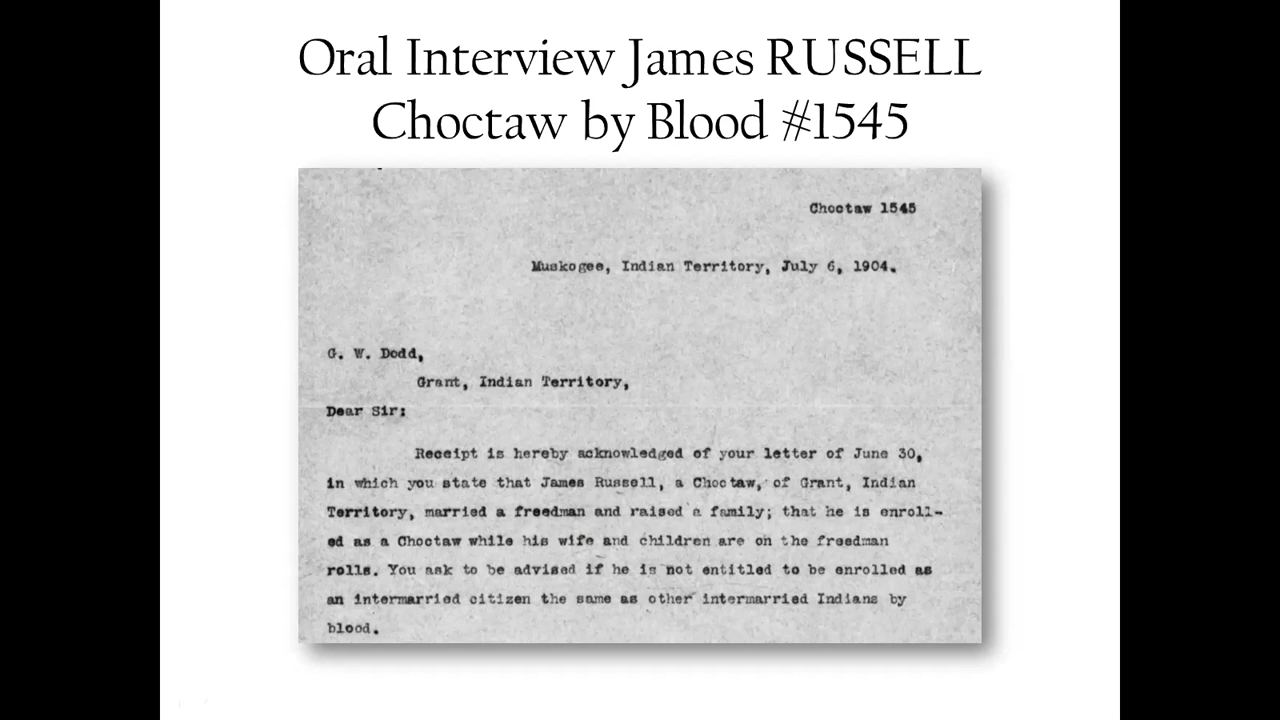 Oral Interview James RUSSELL
Choctaw by Blood #1545
Choctaw 1545
Muskogee, Indian Territory, July 6, 1904.
G. W. Dodd,
Grant, Indian Territory,
Dear Sir:
Receipt is hereby acknowledged of your letter of June 30,
in which you state that James Russell, a Choctaw, of Grant, Indian
Territory, married a freedman and raised a family; that he is enroll-
ed as a Choctaw while his wife and children are on the freedman
rolls. You ask to be advised if he is not entitled to be enrolled as
an intermarried citizen the same as other intermarried Indians by
blood.